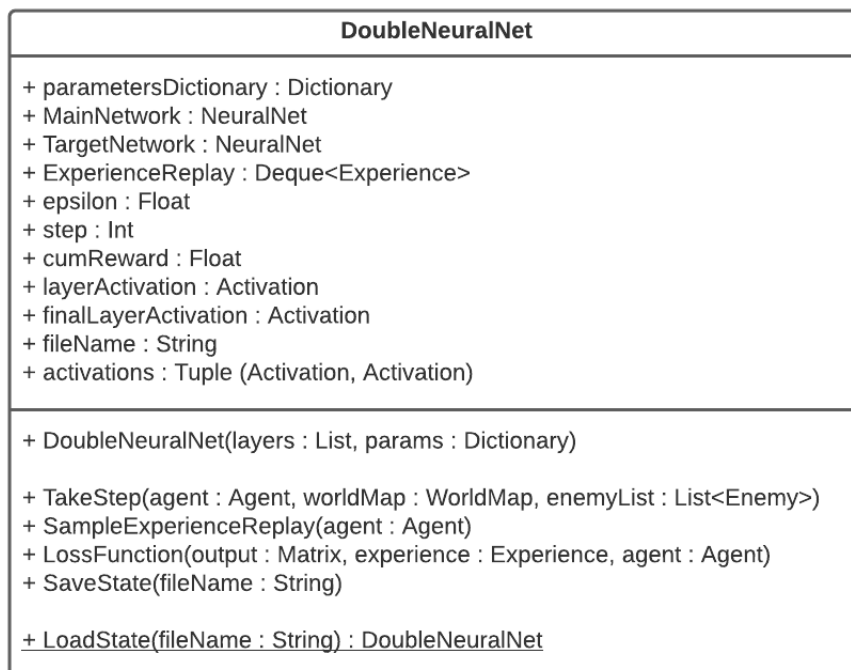 DoubleNeuralNet
+ parametersDictionary : Dictionary
+ MainNetwork : NeuralNet
+ TargetNetwork : NeuralNet
+ ExperienceReplay : Deque<Experience>
+ epsilon : Float
+ step : Int
+ cumReward : Float
+ layerActivation : Activation
+ finalLayerActivation : Activation
+ fileName : String
+ activations : Tuple (Activation, Activation)
+ DoubleNeuralNet(layers : List, params : Dictionary)
+ TakeStep(agent : Agent, worldMap : WorldMap, enemyList : List<Enemy>)
+ SampleExperienceReplay(agent : Agent)
+ LossFunction(output : Matrix, experience : Experience, agent : Agent)
+ SaveState(fileName : String)
+ LoadState(fileName : String) : DoubleNeuralNet